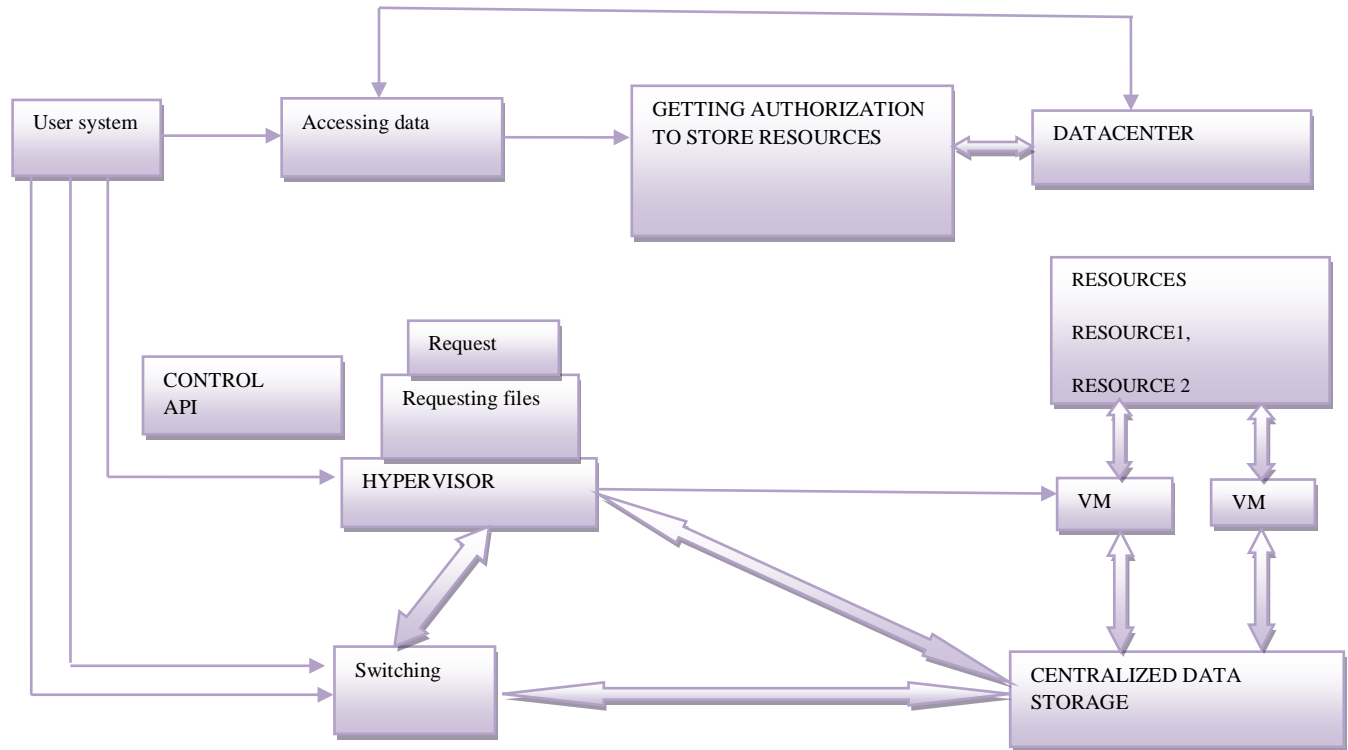 User system
Accessing data
GETTING AUTHORIZATION
TO STORE RESOURCES
DATACENTER
RESOURCES
RESOURCE1,
RESOURCE 2
Request
CONTROL
API
Requesting files
HYPERVISOR
VM
VM
Switching
CENTRALIZED DATA
STORAGE